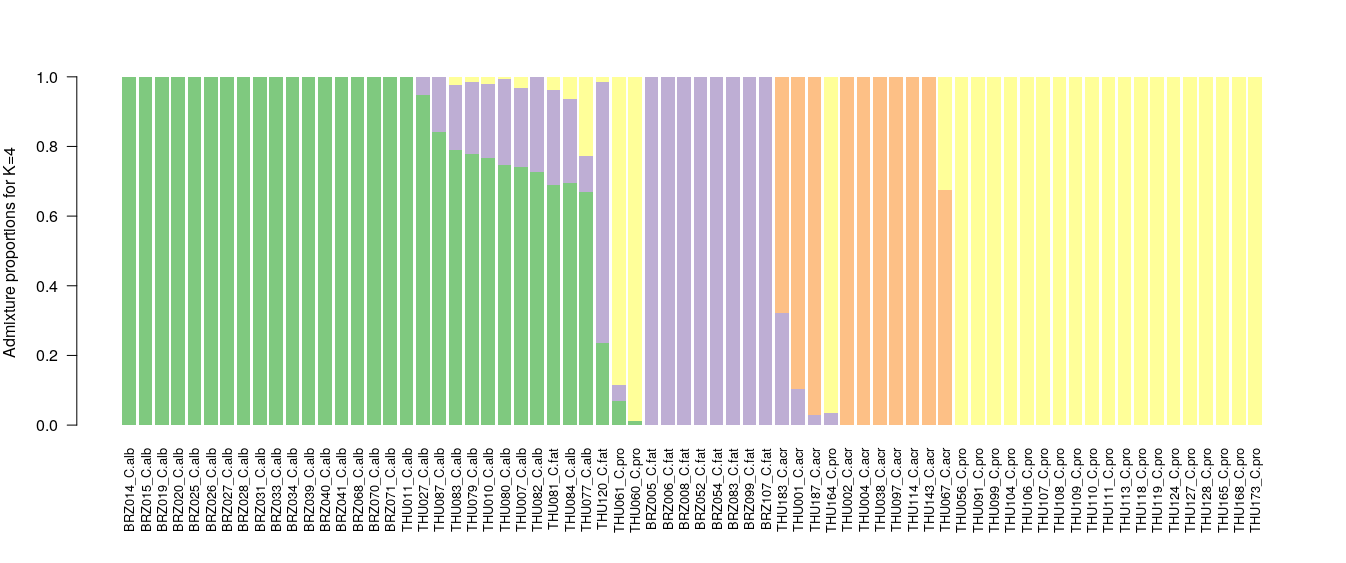 Admixture proportions for K=4
1.0
0.8
0.6
0.4
0.2
0.0
BRZ014_C.alb
BRZ015_C.alb
BRZ019_C.alb
BRZ020_C.alb
BRZ025_C.alb
BRZ026_C.alb
BRZ027_C.alb
BRZ028_C.alb
BRZ031_C.alb
BRZ033_C.alb
BRZ034_C.alb
BRZ039_C.alb
BRZ040_C.alb
BRZ041_C.alb
BRZ068_C.alb
BRZ070_C.alb
BRZ071_C.alb
THU011_C.alb
THU027_C.alb
THU087_C.alb
THU083_C.alb
THU079_C.alb
THU010_C.alb
THU080_C.alb
THU007_C.alb
THU082_C.alb
THU081_C.fat
THU084_C.alb
THU077_C.alb
THU120_C.fat
THU061_C.pro
THU060_C.pro
BRZ005_C.fat
BRZ006_C.fat
BRZ008_C.fat
BRZ052_C.fat
BRZ054_C.fat
BRZ083_C.fat
BRZ099_C.fat
BRZ107_C.fat
THU183_C.acr
THU001_C.acr
THU187_C.acr
THU164_C.pro
THU002_C.acr
THU004_C.acr
THU038_C.acr
THU097_C.acr
THU114_C.acr
THU143_C.acr
THU067_C.acr
THU056_C.pro
THU091_C.pro
THU099_C.pro
THU104_C.pro
THU106_C.pro
THU107_C.pro
THU108_C.pro
THU109_C.pro
THU110_C.pro
THU111_C.pro
THU113_C.pro
THU118_C.pro
THU119_C.pro
THU124_C.pro
THU127_C.pro
THU128_C.pro
THU165_C.pro
THU168_C.pro
THU173_C.pro